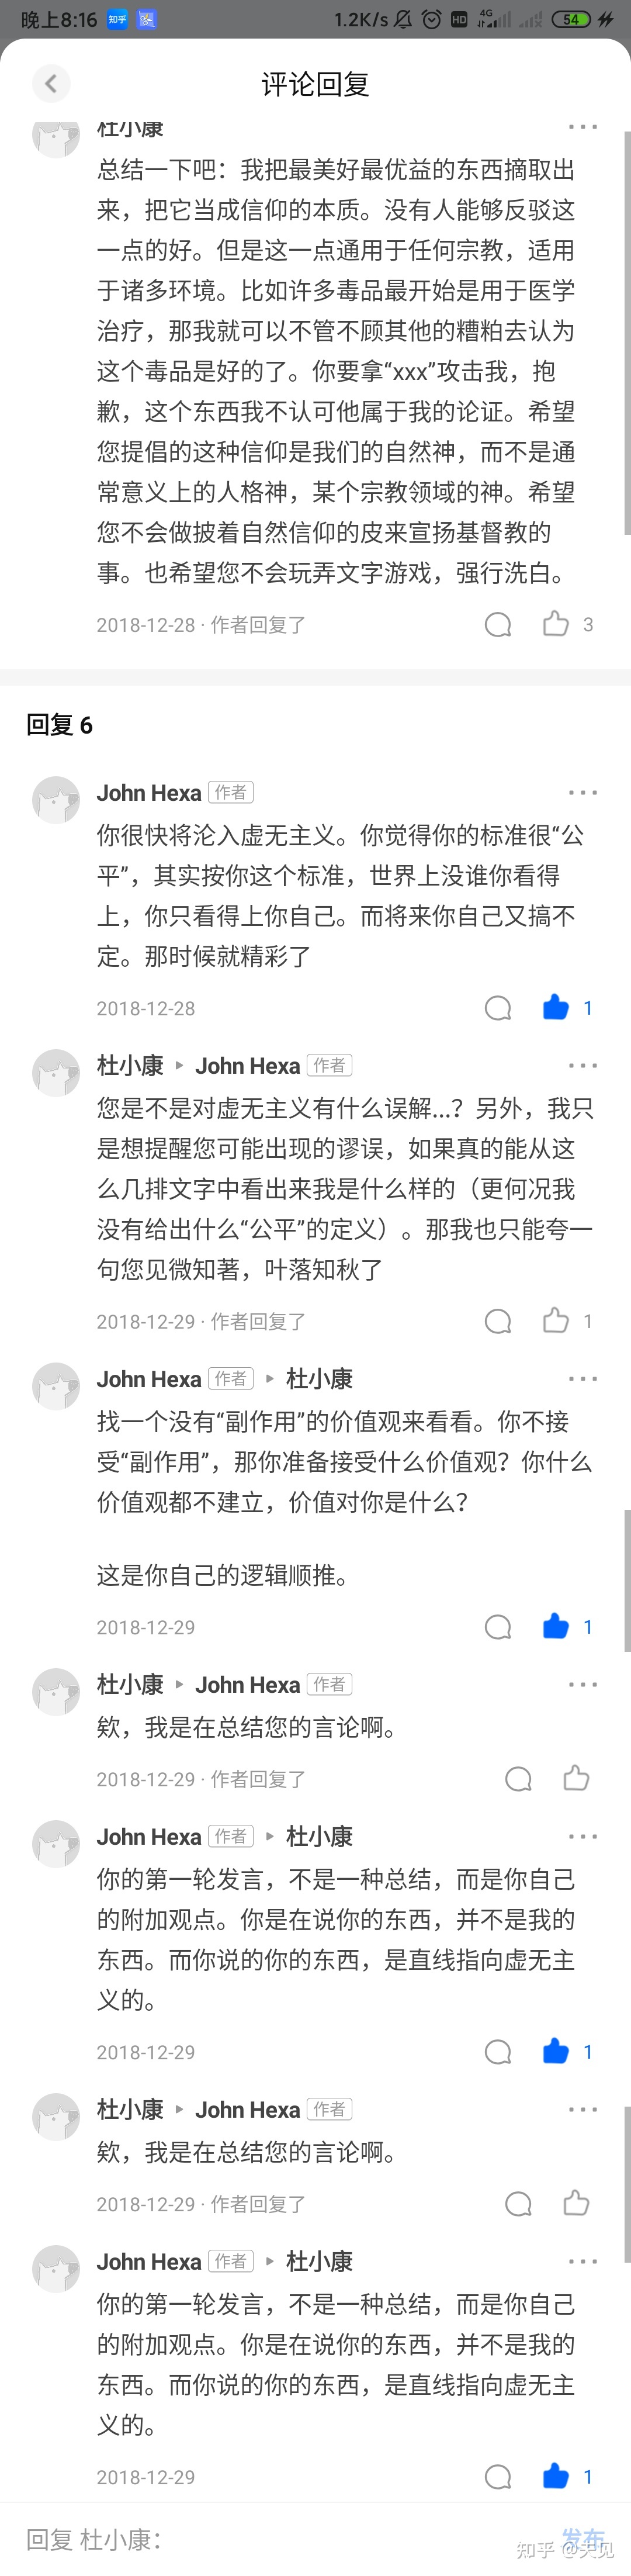 晚上8:16 知乎 1.2K/s HD 4G 54
评论回复
杜小康
总结一下吧：我把最美好最优益的东西摘取出
来，把它当成信仰的本质。没有人能够反驳这
一点的好。但是这一点通用于任何宗教，适用
于诸多环境。比如许多毒品最开始是用于医学
治疗，那我就可以不管不顾其他的糟粕去认为
这个毒品是好的了。你要拿“xxx”攻击我，抱
歉，这个东西我不认可他属于我的论证。希望
您提倡的这种信仰是我们的自然神，而不是通
常意义上的人格神，某个宗教领域的神。希望
您不会做披着自然信仰的皮来宣扬基督教的
事。也希望您不会玩弄文字游戏，强行洗白。
2018-12-28 · 作者回复了 3
回复 6
John Hexa 作者
你很快将沦入虚无主义。你觉得你的标准很“公
平”，其实按你这个标准，世界上没谁你看得
上，你只看得上你自己。而将来你自己又搞不
定。那时候就精彩了
2018-12-28 1
杜小康 ▸ John Hexa 作者
您是不是对虚无主义有什么误解...？另外，我只
是想提醒您可能出现的谬误，如果真的能从这
么几排文字中看出来我是什么样的（更何况我
没有给出什么“公平”的定义）。那我也只能夸一
句您见微知著，叶落知秋了
2018-12-29 · 作者回复了 1
John Hexa 作者 ▸ 杜小康
找一个没有“副作用”的价值观来看看。你不接
受“副作用”，那你准备接受什么价值观？你什么
价值观都不建立，价值对你是什么？
这是你自己的逻辑顺推。
2018-12-29 1
杜小康 ▸ John Hexa 作者
欸，我是在总结您的言论啊。
2018-12-29 · 作者回复了
John Hexa 作者 ▸ 杜小康
你的第一轮发言，不是一种总结，而是你自己
的附加观点。你是在说你的东西，并不是我的
东西。而你说的你的东西，是直线指向虚无主
义的。
2018-12-29 1
杜小康 ▸ John Hexa 作者
欸，我是在总结您的言论啊。
2018-12-29 · 作者回复了
John Hexa 作者 ▸ 杜小康
你的第一轮发言，不是一种总结，而是你自己
的附加观点。你是在说你的东西，并不是我的
东西。而你说的你的东西，是直线指向虚无主
义的。
2018-12-29 1
回复 杜小康： 发布
知乎 @天见